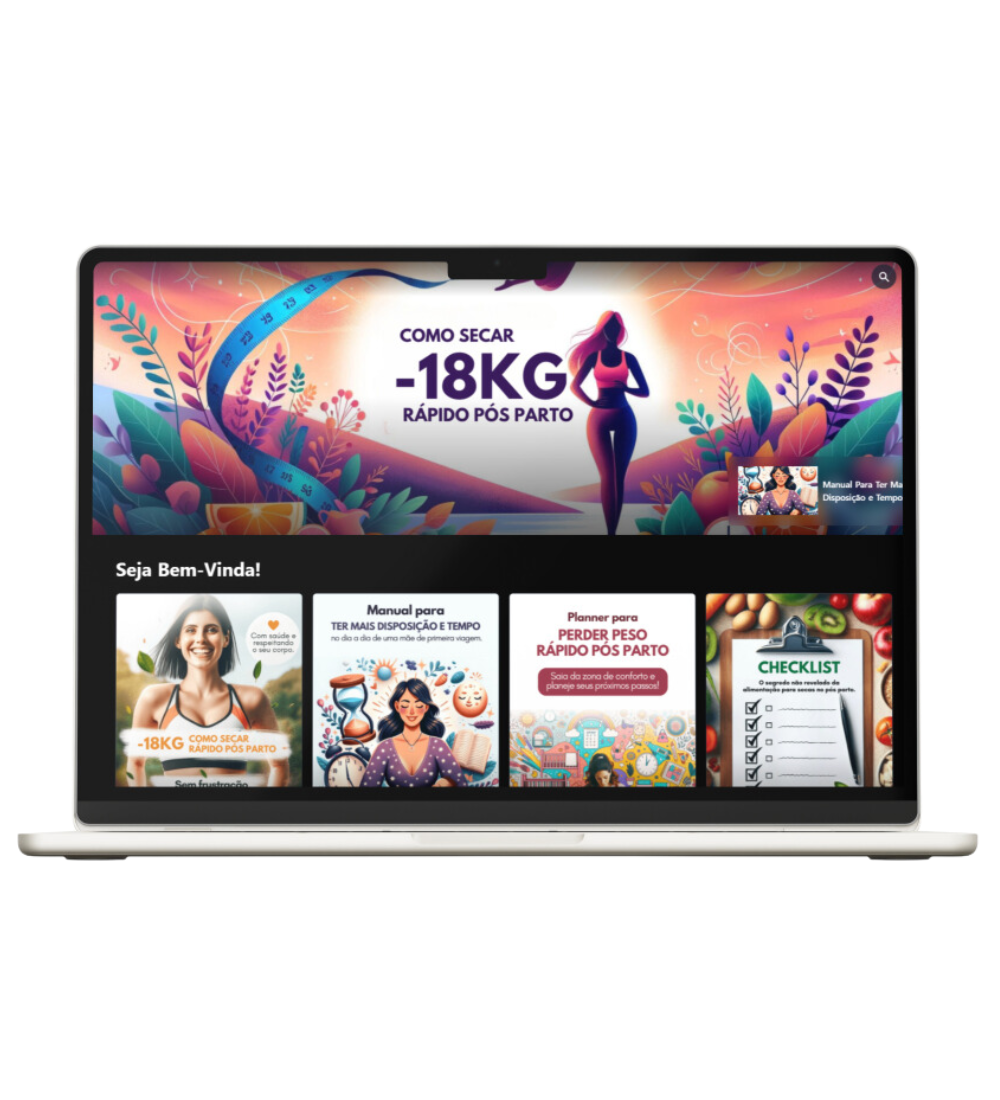 COMO SECAR
-18KG
RÁPIDO PÓS PARTO
Manual Para Ter Ma
Disposição e Tempo
Seja Bem-Vinda!
Com saúde e
respeitando
o seu corpo.
-18KG COMO SECAR
RÁPIDO PÓS PARTO
Sem frustração
Manual para
TER MAIS DISPOSIÇÃO E TEMPO
no dia a dia de uma mãe de primeira viagem.
Planner para
PERDER PESO
RÁPIDO PÓS PARTO
Saia da zona de conforto e
planeje seus próximos passos!
CHECKLIST
O segredo não revelado da
alimentação para secas no pós parto.